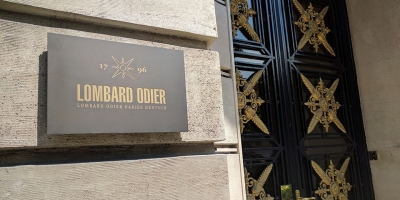 17 96
LOMBARD ODIER
LOMBARD ODIER DARIER HENTSCH